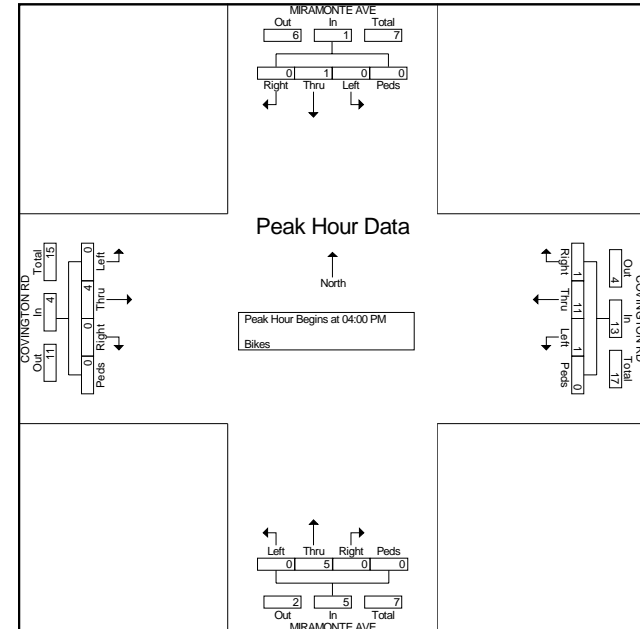 MIRAMONTE AVE
Out In Total
6 1 7
0 1 0 0
Right Thru Left Peds
Peak Hour Data
North
Peak Hour Begins at 04:00 PM
Bikes
COVINGTON RD
Out In Total
11 4 15
Left Thru Right Peds
0 4 0 0
Right Thru Left Peds
1 11 1 0
Out In Total
4 13 17
COVINGTON RD
Left Thru Right Peds
0 5 0 0
2 5 7
Out In Total
MIRAMONTE AVE